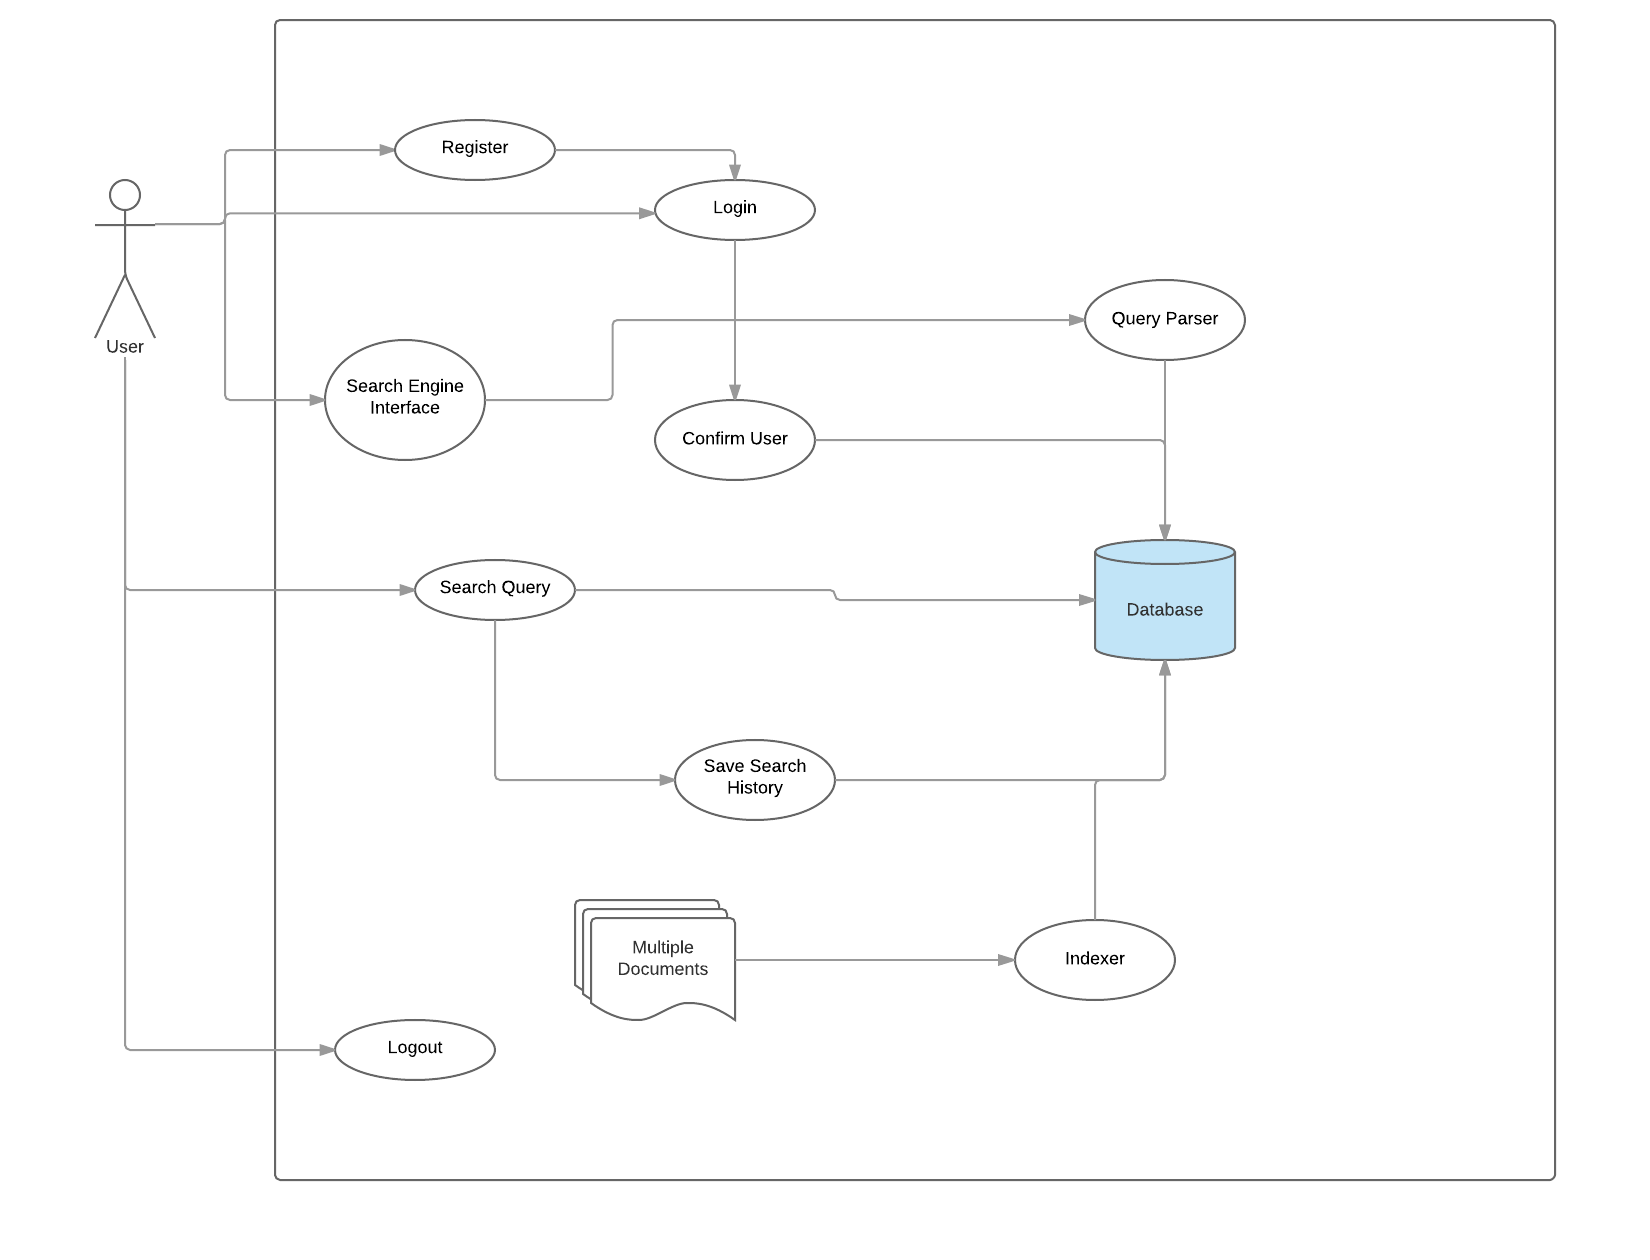 Register
Login
User
Query Parser
Search Engine
Interface
Confirm User
Search Query
Database
Save Search
History
Multiple
Documents
Indexer
Logout